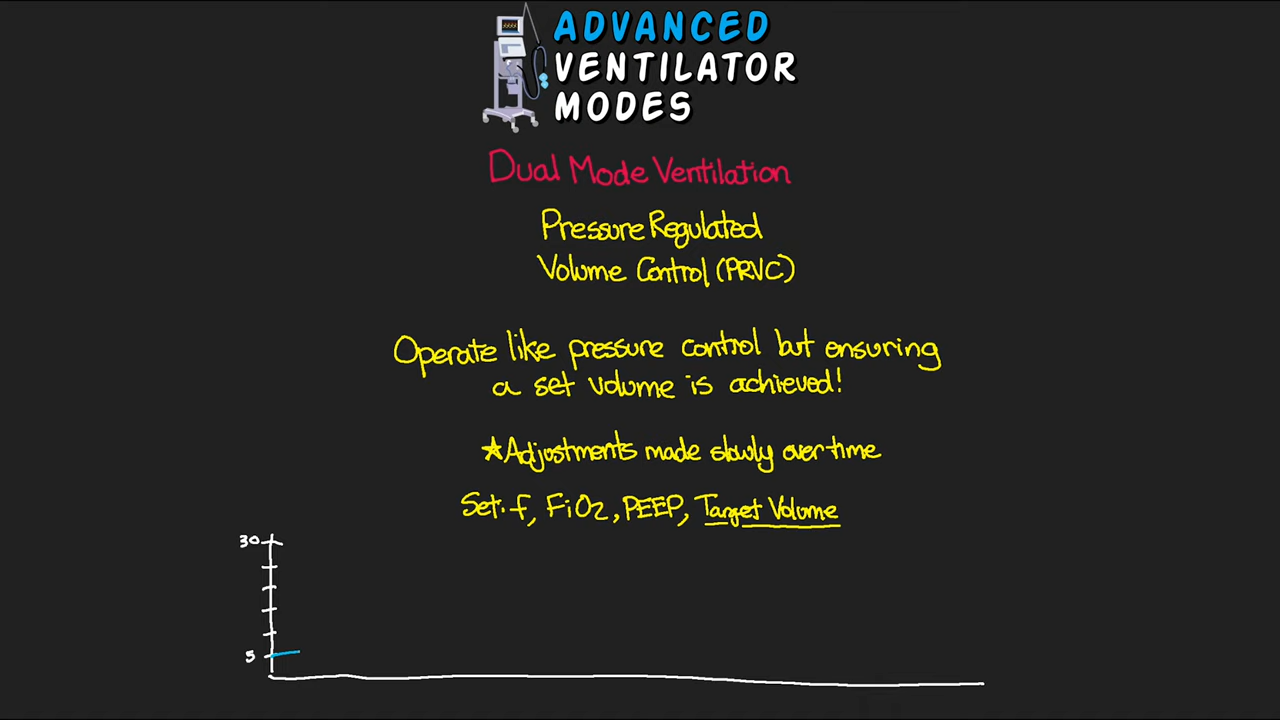 ADVANCED
VENTILATOR
MODES
Dual Mode Ventilation
Pressure Regulated
Volume Control (PRVC)
Operate like pressure control but ensuring
a set volume is achieved!
★Adjustments made slowly over time
Set: f, FiO2, PEEP, Target Volume
30
5